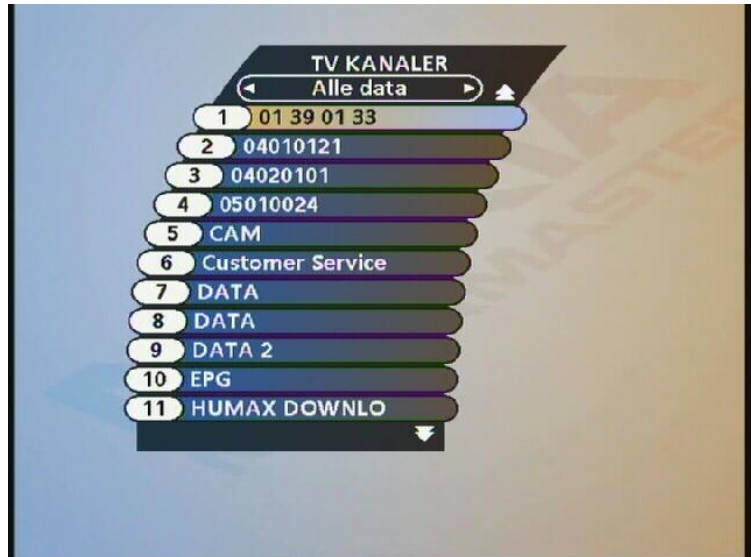 TV KANALER
Alle data
1 01 39 01 33
2 04010121
3 04020101
4 05010024
5 CAM
6 Customer Service
7 DATA
8 DATA
9 DATA 2
10 EPG
11 HUMAX DOWNLO